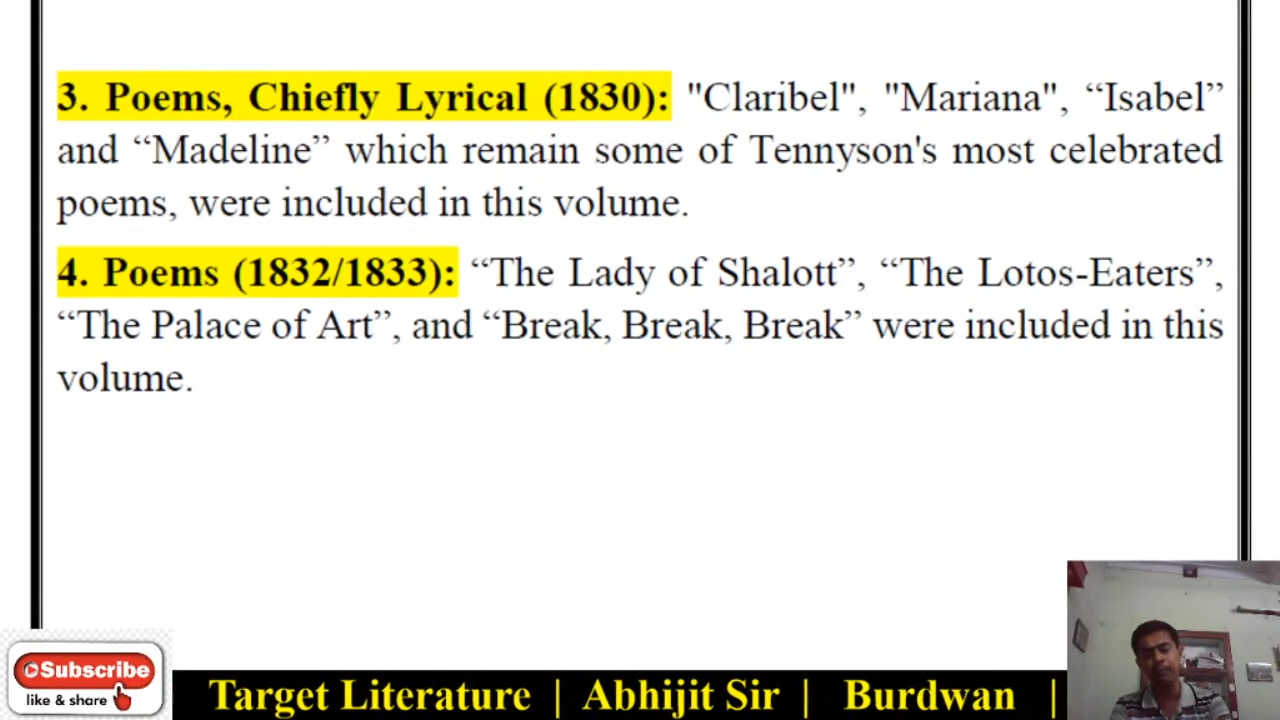 3. Poems, Chiefly Lyrical (1830): "Claribel", "Mariana", “Isabel”
and “Madeline” which remain some of Tennyson's most celebrated
poems, were included in this volume.
4. Poems (1832/1833): “The Lady of Shalott”, “The Lotos-Eaters”,
“The Palace of Art”, and “Break, Break, Break” were included in this
volume.
Subscribe
like & share
Target Literature | Abhijit Sir | Burdwan |